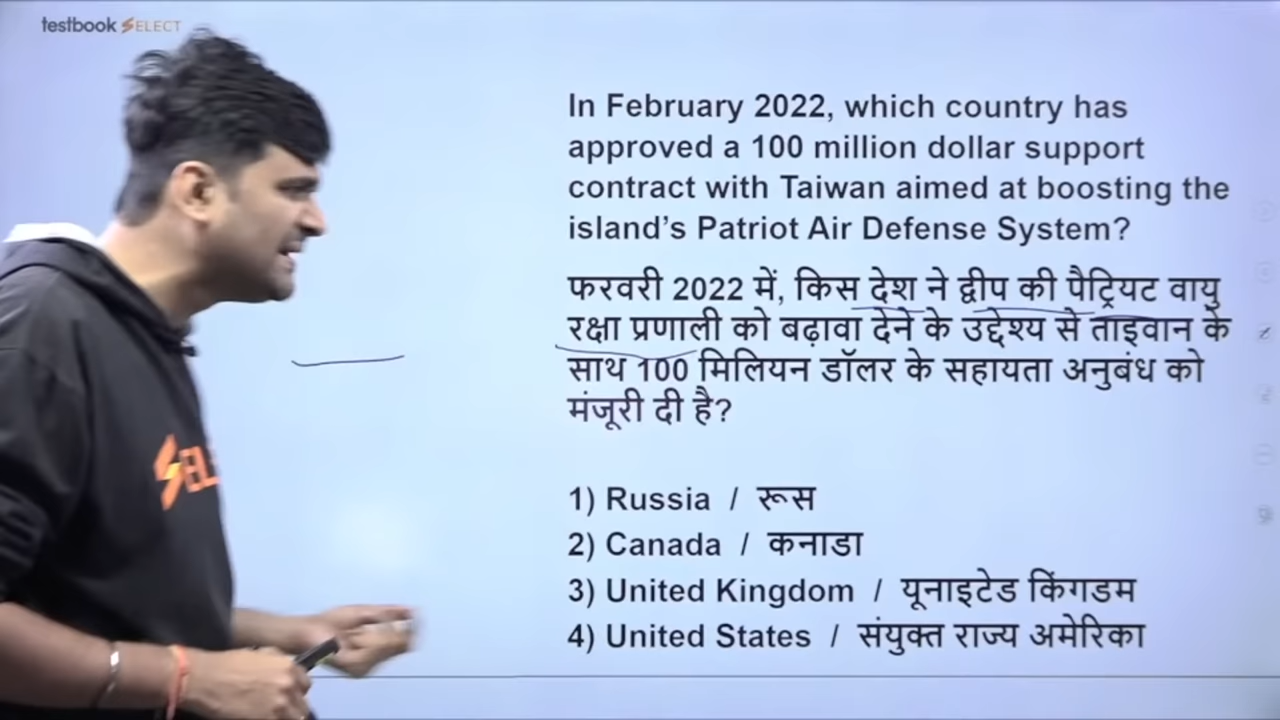 testbook SELECT
In February 2022, which country has
approved a 100 million dollar support
contract with Taiwan aimed at boosting the
island's Patriot Air Defense System?
फरवरी 2022 में, किस देश ने द्वीप की पैट्रियट वायु
रक्षा प्रणाली को बढ़ावा देने के उद्देश्य से ताइवान के
साथ 100 मिलियन डॉलर के सहायता अनुबंध को
मंजूरी दी है?
1) Russia / रूस
2) Canada / कनाडा
3) United Kingdom / यूनाइटेड किंगडम
4) United States / संयुक्त राज्य अमेरिका